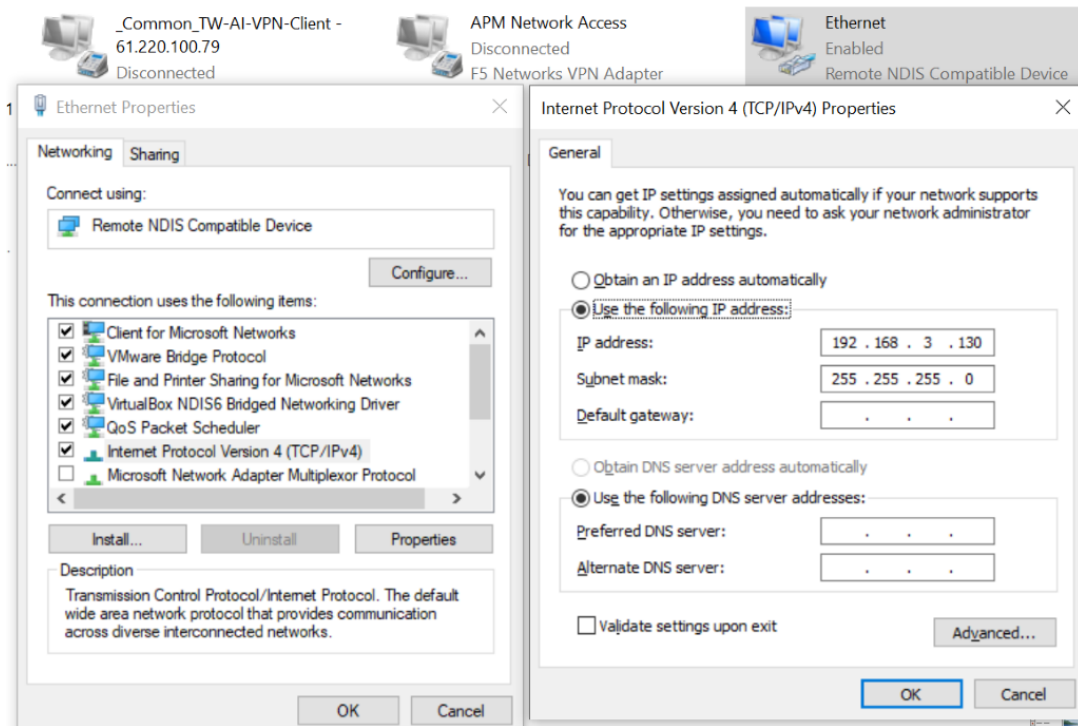 _Common_TW-AI-VPN-Client -
61.220.100.79
Disconnected
APM Network Access
Disconnected
F5 Networks VPN Adapter
Ethernet
Enabled
Remote NDIS Compatible Device
1
...
Ethernet Properties
Networking
Sharing
Connect using:
Remote NDIS Compatible Device
Configure...
This connection uses the following items:
Client for Microsoft Networks
VMware Bridge Protocol
File and Printer Sharing for Microsoft Networks
VirtualBox NDIS6 Bridged Networking Driver
QoS Packet Scheduler
Internet Protocol Version 4 (TCP/IPv4)
Microsoft Network Adapter Multiplexor Protocol
Install...
Uninstall
Properties
Description
Transmission Control Protocol/Internet Protocol. The default
wide area network protocol that provides communication
across diverse interconnected networks.
OK
Cancel
Internet Protocol Version 4 (TCP/IPv4) Properties
General
You can get IP settings assigned automatically if your network supports
this capability. Otherwise, you need to ask your network administrator
for the appropriate IP settings.
Obtain an IP address automatically
Use the following IP address:
IP address:
192 . 168 . 3 . 130
Subnet mask:
255 . 255 . 255 . 0
Default gateway:
. . .
Obtain DNS server address automatically
Use the following DNS server addresses:
Preferred DNS server:
. . .
Alternate DNS server:
. . .
Validate settings upon exit
Advanced...
OK
Cancel